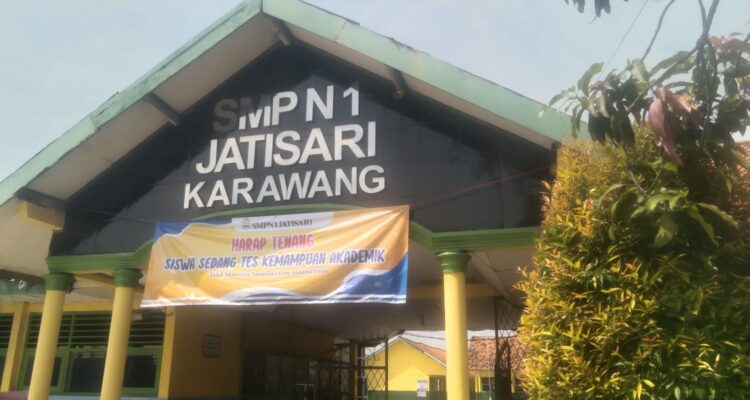 SMP N 1
JATISARI
KARAWANG
SMPN 1 JATISARI
HARAP TENANG
SISWA SEDANG TES KEMAMPUAN AKADEMIK